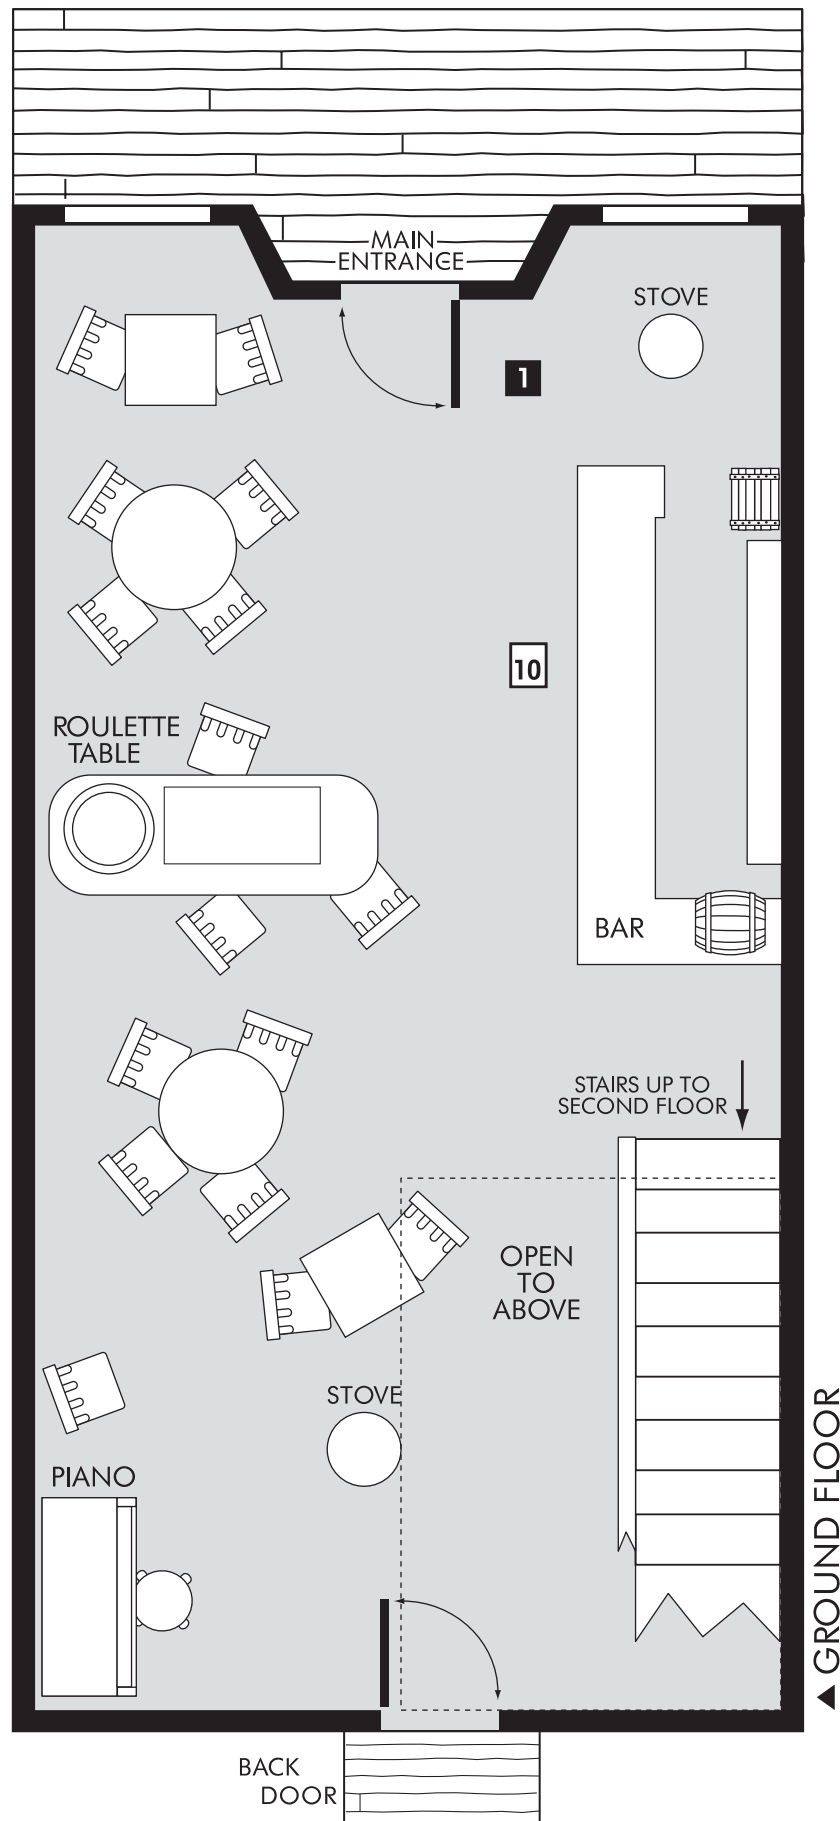 MAIN
ENTRANCE
STOVE
1
10
ROULETTE
TABLE
BAR
STAIRS UP TO
SECOND FLOOR
OPEN
TO
ABOVE
STOVE
PIANO
▲ GROUND FLOOR
BACK
DOOR